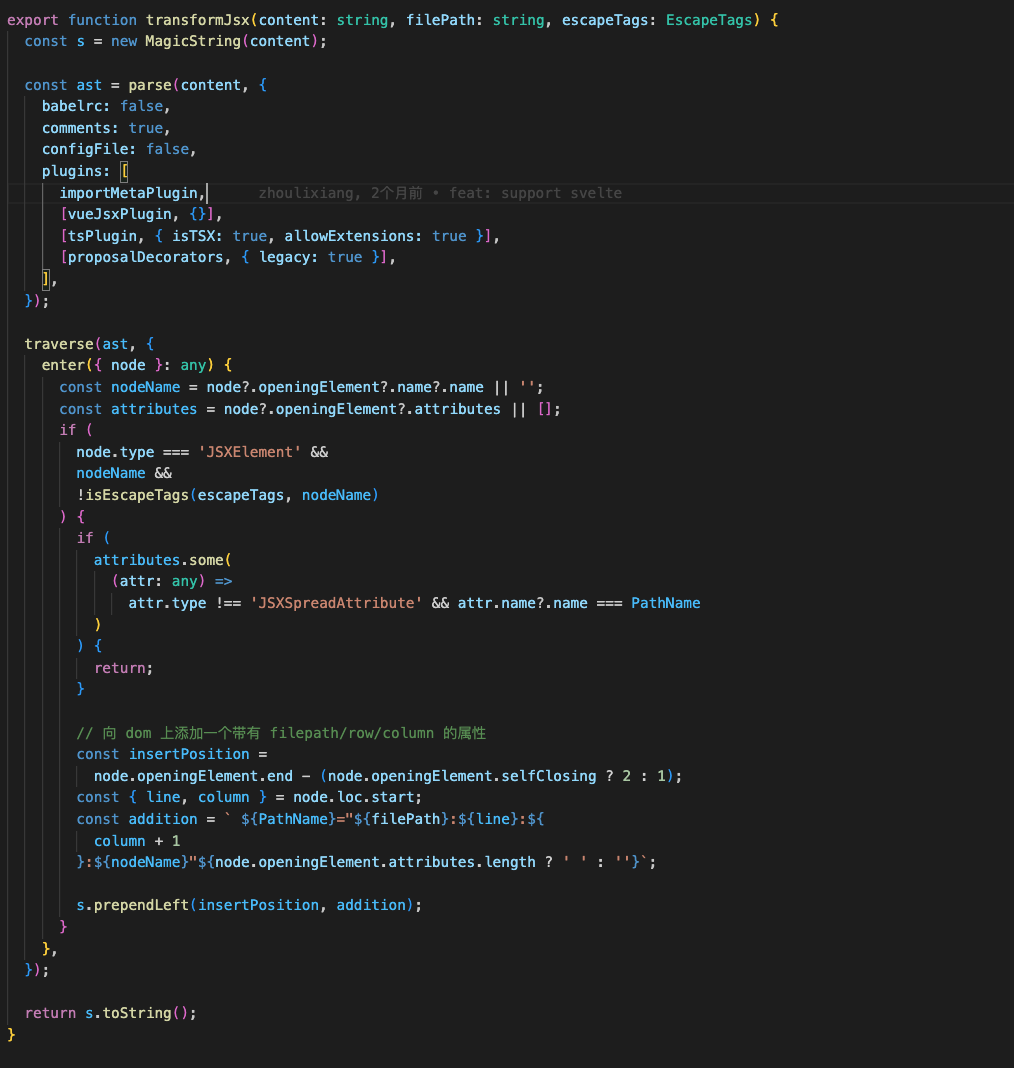 export function transformJsx(content: string, filePath: string, escapeTags: EscapeTags) {
  const s = new MagicString(content);

  const ast = parse(content, {
    babelrc: false,
    comments: true,
    configFile: false,
    plugins: [
      importMetaPlugin,      zhoulixiang, 2个月前 • feat: support svelte
      [vueJsxPlugin, {}],
      [tsPlugin, { isTSX: true, allowExtensions: true }],
      [proposalDecorators, { legacy: true }],
    ],
  });

  traverse(ast, {
    enter({ node }: any) {
      const nodeName = node?.openingElement?.name?.name || '';
      const attributes = node?.openingElement?.attributes || [];
      if (
        node.type === 'JSXElement' &&
        nodeName &&
        !isEscapeTags(escapeTags, nodeName)
      ) {
        if (
          attributes.some(
            (attr: any) =>
              attr.type !== 'JSXSpreadAttribute' && attr.name?.name === PathName
          )
        ) {
          return;
        }

        // 向 dom 上添加一个带有 filepath/row/column 的属性
        const insertPosition =
          node.openingElement.end - (node.openingElement.selfClosing ? 2 : 1);
        const { line, column } = node.loc.start;
        const addition = ` ${PathName}="${filePath}:${line}:${
          column + 1
        }:${nodeName}"${node.openingElement.attributes.length ? ' ' : ''}`;

        s.prependLeft(insertPosition, addition);
      }
    },
  });

  return s.toString();
}